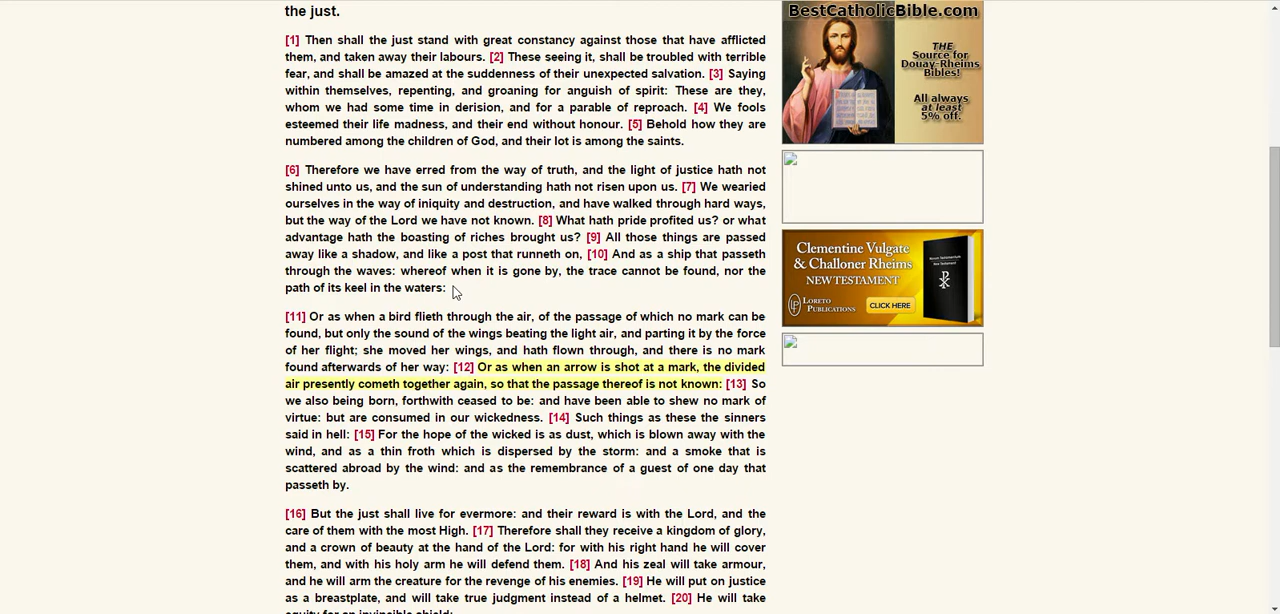 the just.
[1] Then shall the just stand with great constancy against those that have afflicted
them, and taken away their labours. [2] These seeing it, shall be troubled with terrible
fear, and shall be amazed at the suddenness of their unexpected salvation. [3] Saying
within themselves, repenting, and groaning for anguish of spirit: These are they,
whom we had some time in derision, and for a parable of reproach. [4] We fools
esteemed their life madness, and their end without honour. [5] Behold how they are
numbered among the children of God, and their lot is among the saints.
[6] Therefore we have erred from the way of truth, and the light of justice hath not
shined unto us, and the sun of understanding hath not risen upon us. [7] We wearied
ourselves in the way of iniquity and destruction, and have walked through hard ways,
but the way of the Lord we have not known. [8] What hath pride profited us? or what
advantage hath the boasting of riches brought us? [9] All those things are passed
away like a shadow, and like a post that runneth on, [10] And as a ship that passeth
through the waves: whereof when it is gone by, the trace cannot be found, nor the
path of its keel in the waters:
[11] Or as when a bird flieth through the air, of the passage of which no mark can be
found, but only the sound of the wings beating the light air, and parting it by the force
of her flight; she moved her wings, and hath flown through, and there is no mark
found afterwards of her way: [12] Or as when an arrow is shot at a mark, the divided
air presently cometh together again, so that the passage thereof is not known: [13] So
we also being born, forthwith ceased to be: and have been able to shew no mark of
virtue: but are consumed in our wickedness. [14] Such things as these the sinners
said in hell: [15] For the hope of the wicked is as dust, which is blown away with the
wind, and as a thin froth which is dispersed by the storm: and a smoke that is
scattered abroad by the wind: and as the remembrance of a guest of one day that
passeth by.
[16] But the just shall live for evermore: and their reward is with the Lord, and the
care of them with the most High. [17] Therefore shall they receive a kingdom of glory,
and a crown of beauty at the hand of the Lord: for with his right hand he will cover
them, and with his holy arm he will defend them. [18] And his zeal will take armour,
and he will arm the creature for the revenge of his enemies. [19] He will put on justice
as a breastplate, and will take true judgment instead of a helmet. [20] He will take
equity for an invincible shield:
BestCatholicBible.com
THE
Source for
Douay-Rheims
Bibles!
All always
at least
5% off.
Clementine Vulgate
& Challoner Rheims
NEW TESTAMENT
LORETO
PUBLICATIONS
CLICK HERE